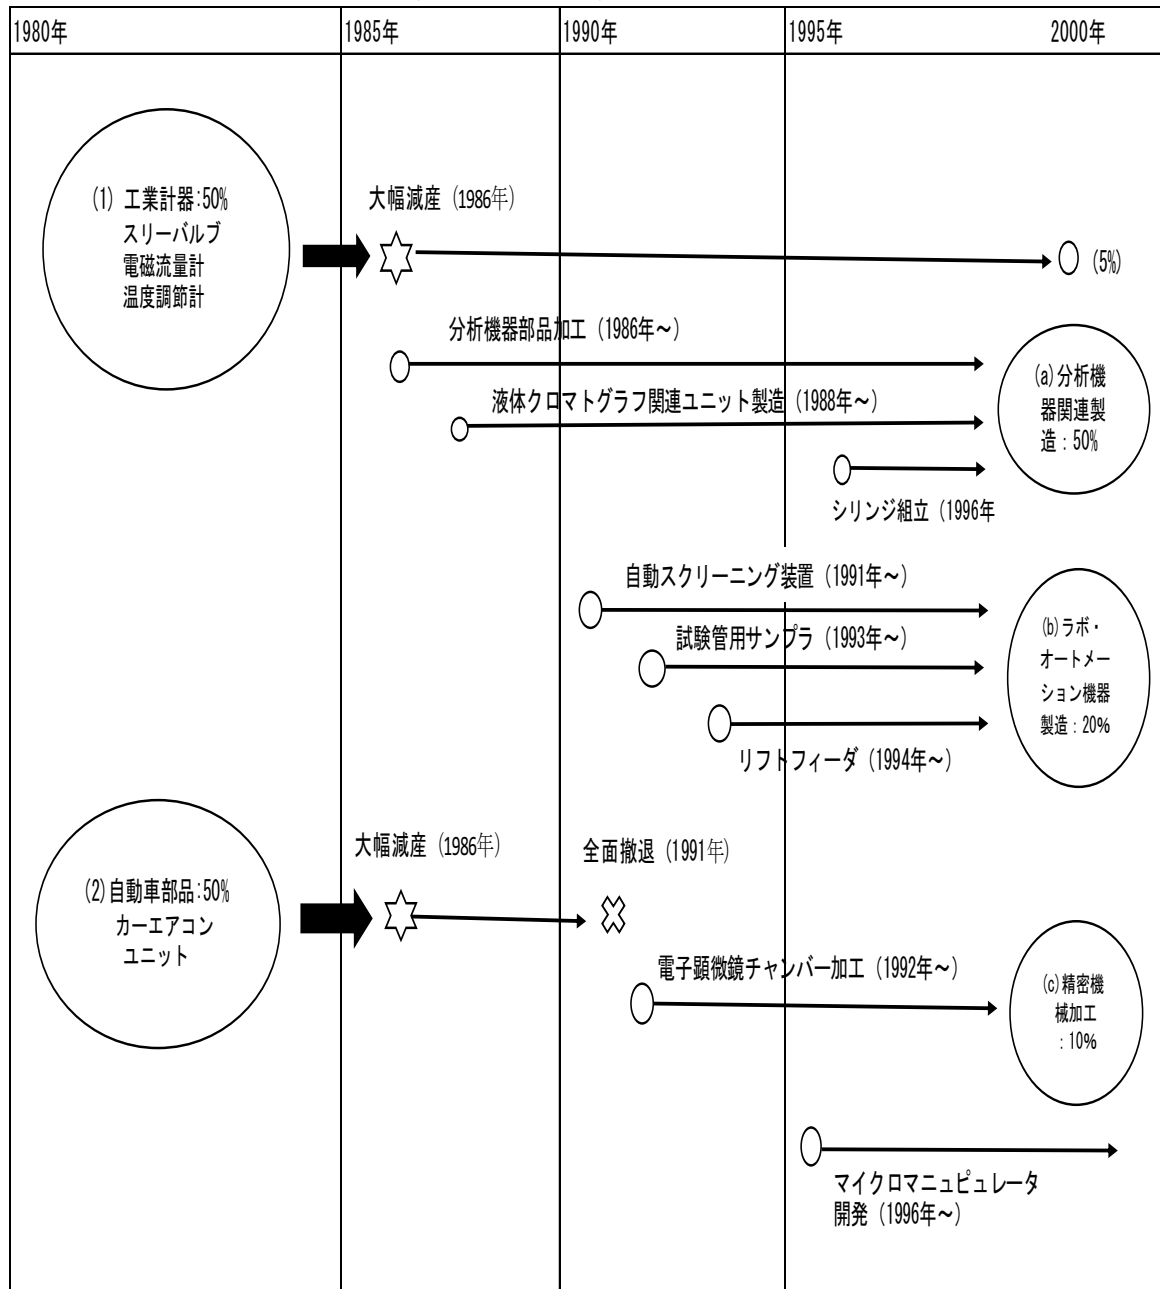 1980年
1985年
1990年
1995年
2000年
(1) 工業計器:50%
スリーバルブ
電磁流量計
温度調節計
大幅減産 (1986年)
(5%)
分析機器部品加工 (1986年～)
液体クロマトグラフ関連ユニット製造 (1988年～)
シリンジ組立 (1996年
(a)分析機
器関連製
造：50%
自動スクリーニング装置 (1991年～)
試験管用サンプラ (1993年～)
リフトフィーダ (1994年～)
(b)ラボ・
オートメー
ション機器
製造：20%
(2)自動車部品:50%
カーエアコン
ユニット
大幅減産 (1986年)
全面撤退 (1991年)
電子顕微鏡チャンバー加工 (1992年～)
(c)精密機
械加工
：10%
マイクロマニュピュレータ
開発 (1996年～)